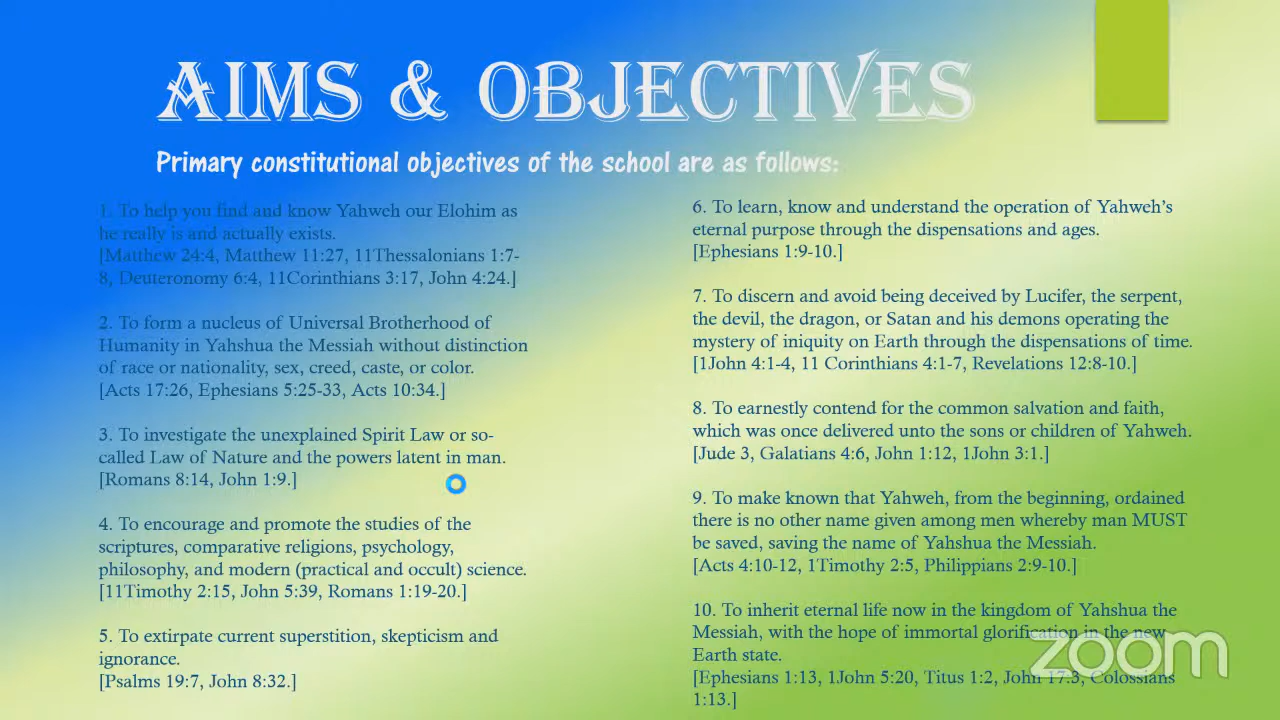 AIMS & OBJECTIVES
Primary constitutional objectives of the school are as follows:
1. To help you find and know Yahweh our Elohim as
he really is and actually exists.
[Matthew 24:4, Matthew 11:27, 11Thessalonians 1:7-
8, Deuteronomy 6:4, 11Corinthians 3:17, John 4:24.]
2. To form a nucleus of Universal Brotherhood of
Humanity in Yahshua the Messiah without distinction
of race or nationality, sex, creed, caste, or color.
[Acts 17:26, Ephesians 5:25-33, Acts 10:34.]
3. To investigate the unexplained Spirit Law or so-
called Law of Nature and the powers latent in man.
[Romans 8:14, John 1:9.]
4. To encourage and promote the studies of the
scriptures, comparative religions, psychology,
philosophy, and modern (practical and occult) science.
[11Timothy 2:15, John 5:39, Romans 1:19-20.]
5. To extirpate current superstition, skepticism and
ignorance.
[Psalms 19:7, John 8:32.]
6. To learn, know and understand the operation of Yahweh's
eternal purpose through the dispensations and ages.
[Ephesians 1:9-10.]
7. To discern and avoid being deceived by Lucifer, the serpent,
the devil, the dragon, or Satan and his demons operating the
mystery of iniquity on Earth through the dispensations of time.
[1John 4:1-4, 11 Corinthians 4:1-7, Revelations 12:8-10.]
8. To earnestly contend for the common salvation and faith,
which was once delivered unto the sons or children of Yahweh.
[Jude 3, Galatians 4:6, John 1:12, 1John 3:1.]
9. To make known that Yahweh, from the beginning, ordained
there is no other name given among men whereby man MUST
be saved, saving the name of Yahshua the Messiah.
[Acts 4:10-12, 1Timothy 2:5, Philippians 2:9-10.]
10. To inherit eternal life now in the kingdom of Yahshua the
Messiah, with the hope of immortal glorification in the new
Earth state.
[Ephesians 1:13, 1John 5:20, Titus 1:2, John 17:3, Colossians
1:13.]
zoom